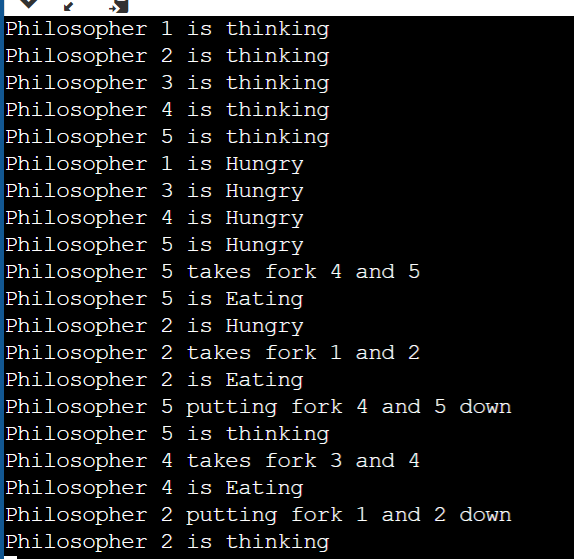 Philosopher 1 is thinking
Philosopher 2 is thinking
Philosopher 3 is thinking
Philosopher 4 is thinking
Philosopher 5 is thinking
Philosopher 1 is Hungry
Philosopher 3 is Hungry
Philosopher 4 is Hungry
Philosopher 5 is Hungry
Philosopher 5 takes fork 4 and 5
Philosopher 5 is Eating
Philosopher 2 is Hungry
Philosopher 2 takes fork 1 and 2
Philosopher 2 is Eating
Philosopher 5 putting fork 4 and 5 down
Philosopher 5 is thinking
Philosopher 4 takes fork 3 and 4
Philosopher 4 is Eating
Philosopher 2 putting fork 1 and 2 down
Philosopher 2 is thinking